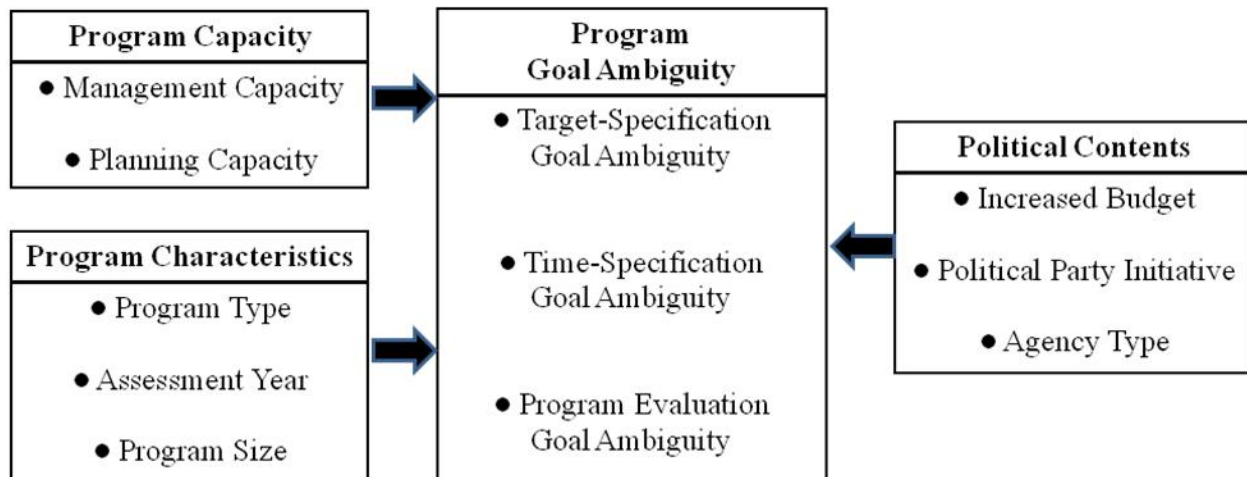 Program Capacity
● Management Capacity
● Planning Capacity
Program Characteristics
● Program Type
● Assessment Year
● Program Size
Program
Goal Ambiguity
● Target-Specification
Goal Ambiguity
● Time-Specification
Goal Ambiguity
● Program Evaluation
Goal Ambiguity
Political Contents
● Increased Budget
● Political Party Initiative
● Agency Type